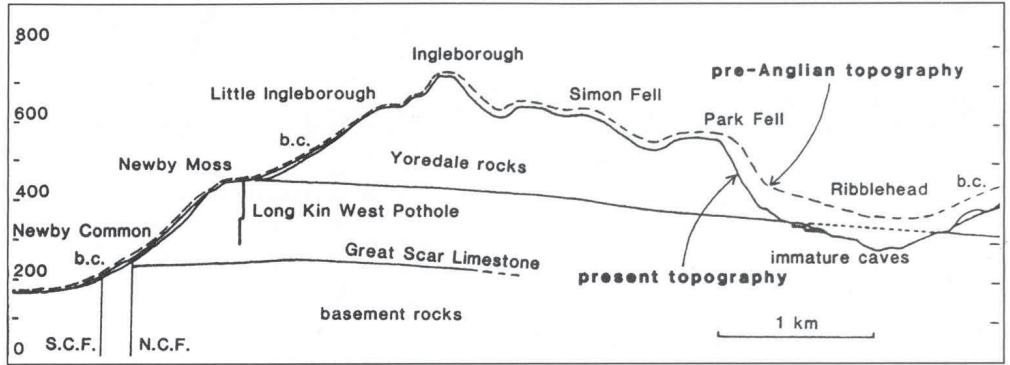 800
600
400
200
0
Ingleborough
Little Ingleborough
pre-Anglian topography
Simon Fell
Park Fell
b.c.
Newby Moss
Yoredale rocks
Ribblehead
b.c.
Long Kin West Pothole
Newby Common
b.c.
Great Scar Limestone
immature caves
present topography
basement rocks
1 km
S.C.F.
N.C.F.